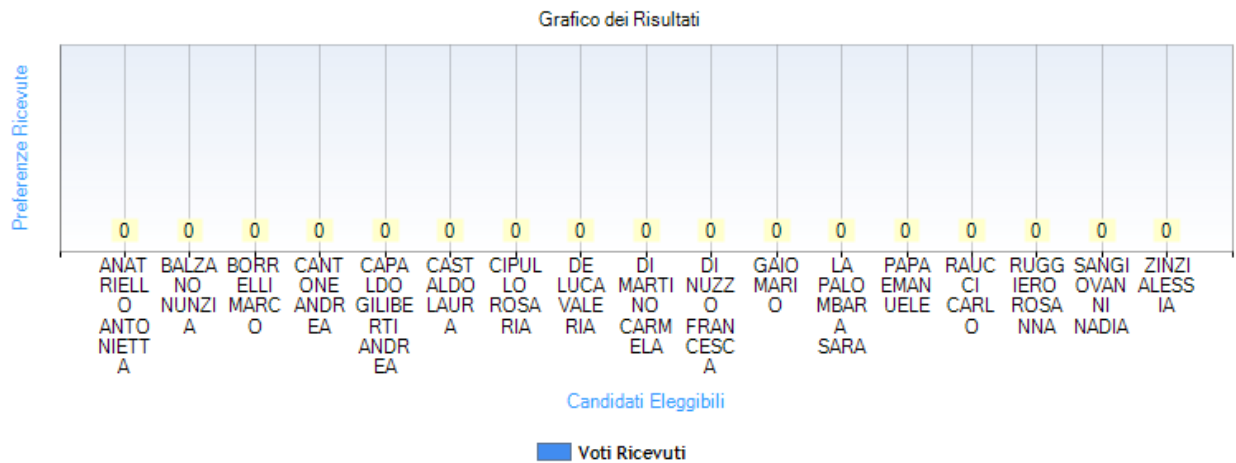 Grafico dei Risultati
Preferenze Ricevute
0 0 0 0 0 0 0 0 0 0 0 0 0 0 0 0 0
ANAT
RIELL
O
ANTO
NIETT
A
BALZA
NO
NUNZI
A
BORR
ELLI
MARC
O
CANT
ONE
ANDR
EA
CAPA
LDO
GILIBE
RTI
ANDR
EA
CAST
ALDO
LAUR
A
CIPUL
LO
ROSA
RIA
DE
LUCA
VALE
RIA
DI
MARTI
NO
CARM
ELA
DI
NUZZ
O
FRAN
CESC
A
GAIO
MARI
O
LA
PALO
MBAR
A
SARA
PAPA
EMAN
UELE
RAUC
CI
CARL
O
RUGG
IERO
ROSA
NNA
SANGI
OVAN
NI
NADIA
ZINZI
ALESS
IA
Candidati Eleggibili
Voti Ricevuti